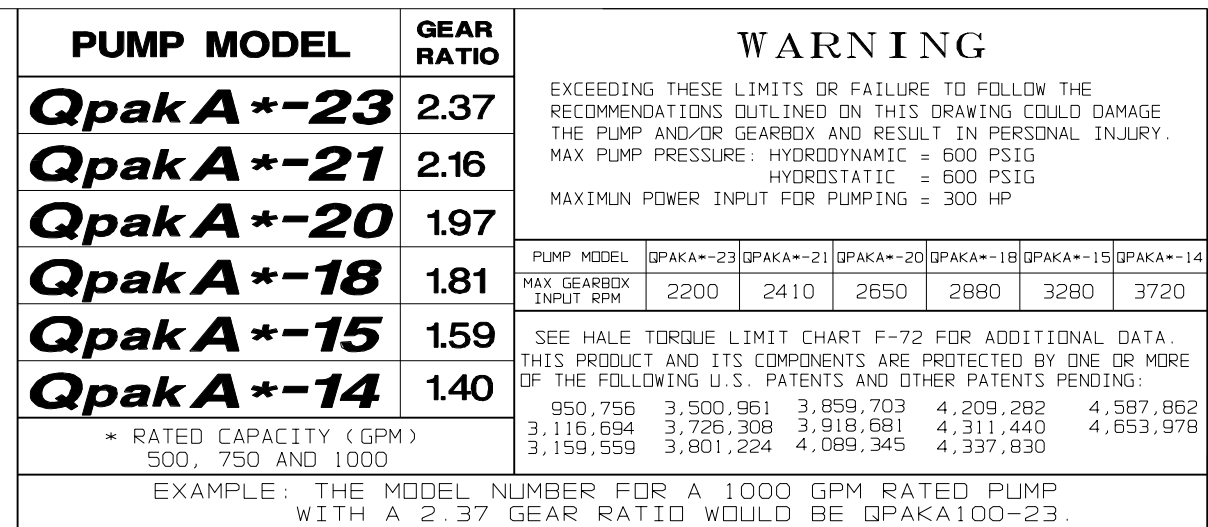 PUMP MODEL GEAR RATIO
QpakA*-23 2.37
QpakA*-21 2.16
QpakA*-20 1.97
QpakA*-18 1.81
QpakA*-15 1.59
QpakA*-14 1.40
* RATED CAPACITY (GPM)
500, 750 AND 1000
WARNING
EXCEEDING THESE LIMITS OR FAILURE TO FOLLOW THE
RECOMMENDATIONS OUTLINED ON THIS DRAWING COULD DAMAGE
THE PUMP AND/OR GEARBOX AND RESULT IN PERSONAL INJURY.
MAX PUMP PRESSURE: HYDRODYNAMIC = 600 PSIG
HYDROSTATIC = 600 PSIG
MAXIMUN POWER INPUT FOR PUMPING = 300 HP
PUMP MODEL QPAKA*-23 QPAKA*-21 QPAKA*-20 QPAKA*-18 QPAKA*-15 QPAKA*-14
MAX GEARBOX INPUT RPM 2200 2410 2650 2880 3280 3720
SEE HALE TORQUE LIMIT CHART F-72 FOR ADDITIONAL DATA.
THIS PRODUCT AND ITS COMPONENTS ARE PROTECTED BY ONE OR MORE
OF THE FOLLOWING U.S. PATENTS AND OTHER PATENTS PENDING:
950,756 3,500,961 3,859,703 4,209,282 4,587,862
3,116,694 3,726,308 3,918,681 4,311,440 4,653,978
3,159,559 3,801,224 4,089,345 4,337,830
EXAMPLE: THE MODEL NUMBER FOR A 1000 GPM RATED PUMP
WITH A 2.37 GEAR RATIO WOULD BE QPAKA100-23.